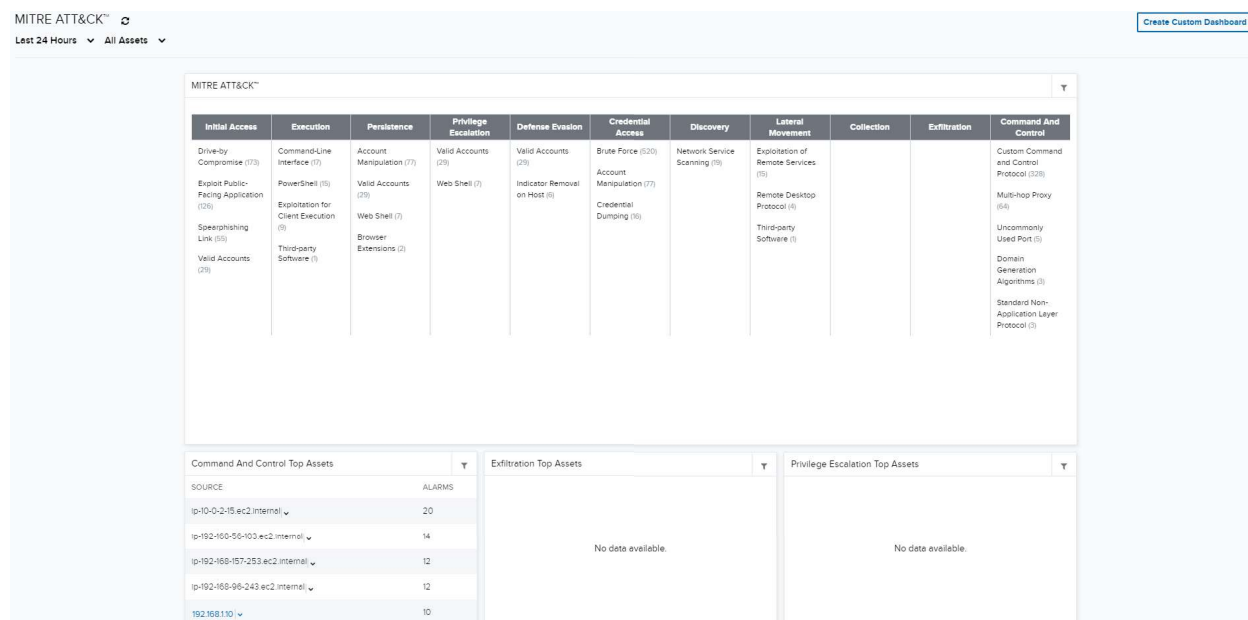 MITRE ATT&CK™
Create Custom Dashboard
Last 24 Hours All Assets
MITRE ATT&CK™
Initial Access
Execution
Persistence
Privilege
Escalation
Defense Evasion
Credential
Access
Discovery
Lateral
Movement
Collection
Exfiltration
Command And
Control
Drive-by
Compromise (173)
Exploit Public-
Facing Application
(126)
Spearphishing
Link (55)
Valid Accounts
(29)
Command-Line
Interface (17)
PowerShell (15)
Exploitation for
Client Execution
(9)
Third-party
Software (1)
Account
Manipulation (77)
Valid Accounts
(29)
Web Shell (7)
Browser
Extensions (2)
Valid Accounts
(29)
Web Shell (7)
Valid Accounts
(29)
Indicator Removal
on Host (6)
Brute Force (520)
Account
Manipulation (77)
Credential
Dumping (16)
Network Service
Scanning (19)
Exploitation of
Remote Services
(15)
Remote Desktop
Protocol (4)
Third-party
Software (1)
Custom Command
and Control
Protocol (328)
Multi-hop Proxy
(64)
Uncommonly
Used Port (5)
Domain
Generation
Algorithms (3)
Standard Non-
Application Layer
Protocol (3)
Command And Control Top Assets
SOURCE ALARMS
ip-10-0-2-15.ec2.internal 20
ip-192-160-56-103.ec2.internal 14
ip-192-168-157-253.ec2.internal 12
ip-192-168-96-243.ec2.internal 12
192.168.1.10 10
Exfiltration Top Assets
No data available.
Privilege Escalation Top Assets
No data available.